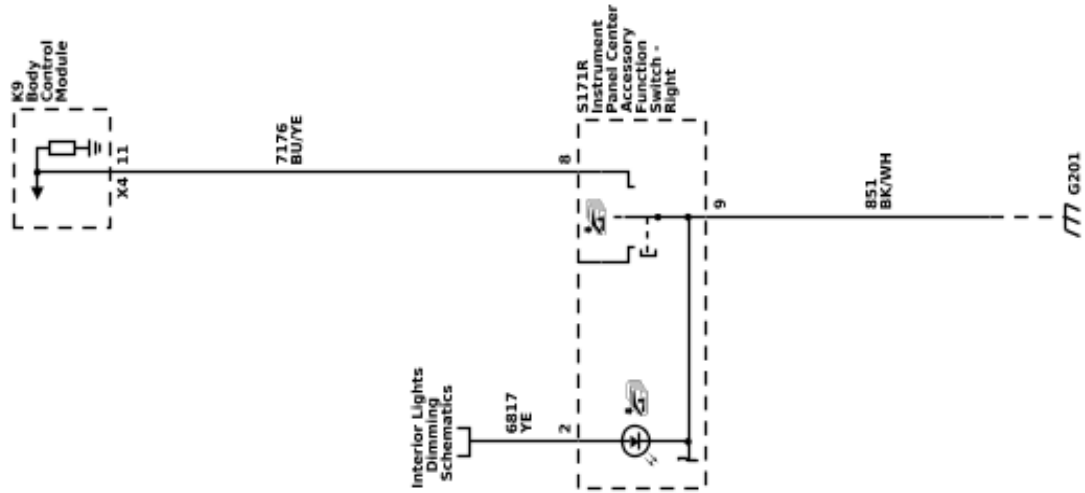 K9
Body
Control
Module
11
X4
7176
BU/YE
8
S171R
Instrument
Panel Center
Accessory
Function
Switch -
Right
9
851
BK/WH
G201
Interior Lights
Dimming
Schematics
6817
YE
2